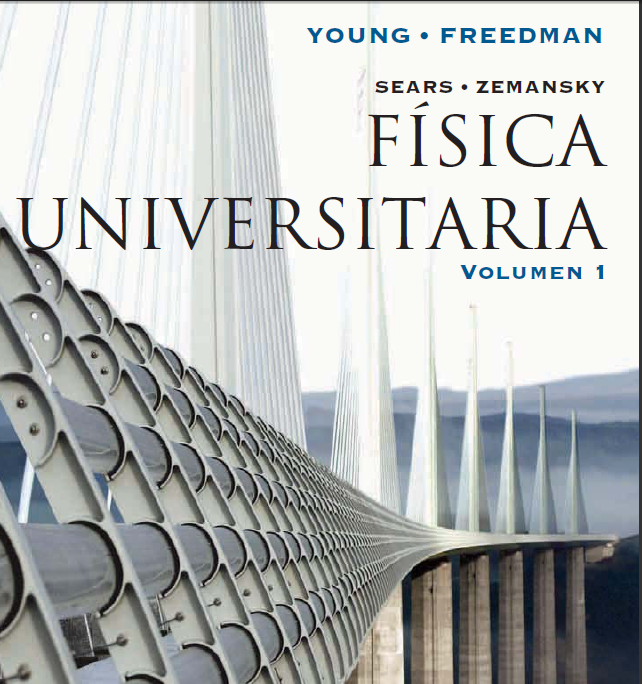 YOUNG • FREEDMAN
SEARS • ZEMANSKY
FÍSICA
UNIVERSITARIA
VOLUMEN 1